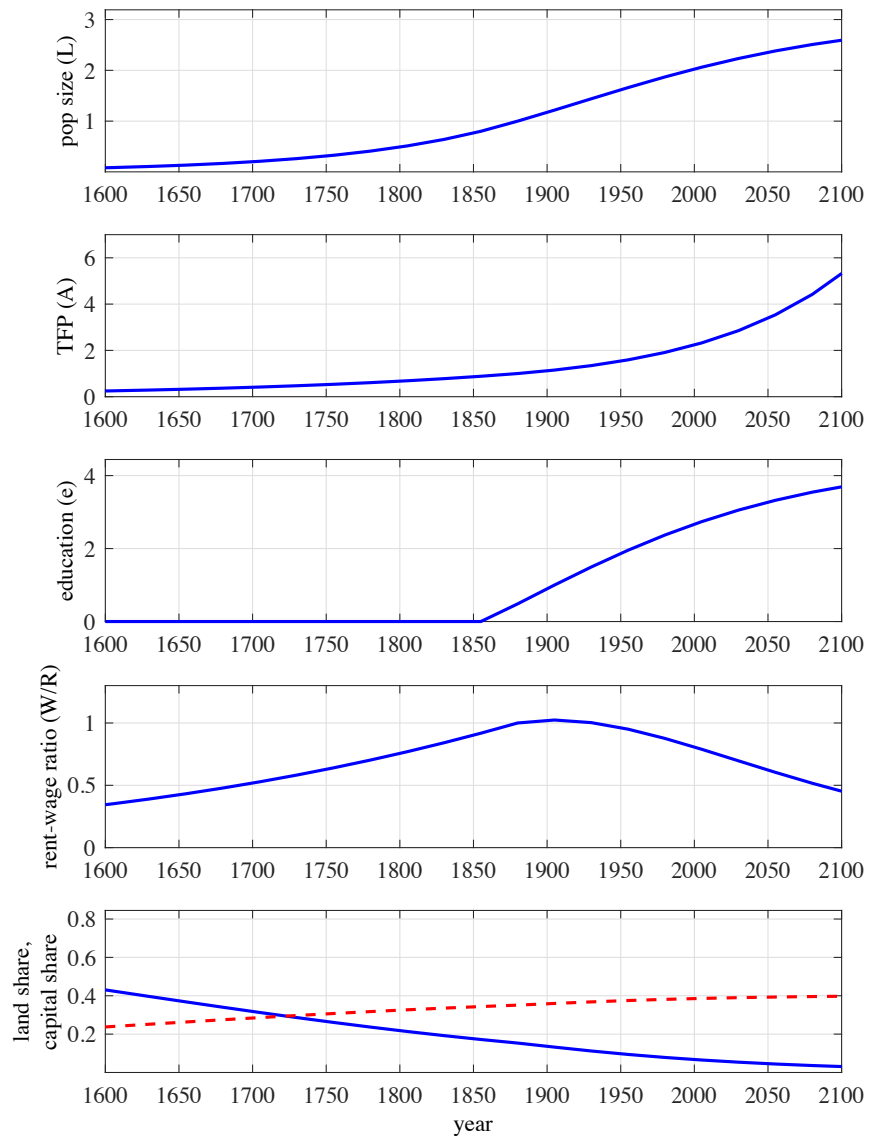 pop size (L)
3
2
1
1600 1650 1700 1750 1800 1850 1900 1950 2000 2050 2100
TFP (A)
6
4
2
0
1600 1650 1700 1750 1800 1850 1900 1950 2000 2050 2100
education (e)
4
2
0
1600 1650 1700 1750 1800 1850 1900 1950 2000 2050 2100
rent-wage ratio (W/R)
1
0.5
0
1600 1650 1700 1750 1800 1850 1900 1950 2000 2050 2100
land share,
capital share
0.8
0.6
0.4
0.2
1600 1650 1700 1750 1800 1850 1900 1950 2000 2050 2100
year